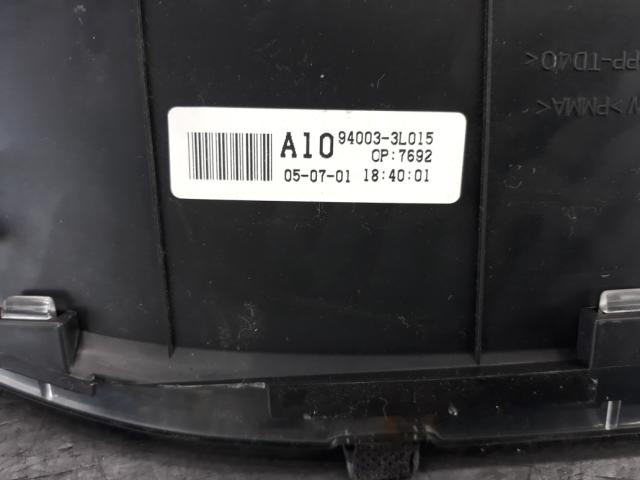 A10 94003-3L015
CP:7692
05-07-01 18:40:01
>PP-TD40<
>PMMA<